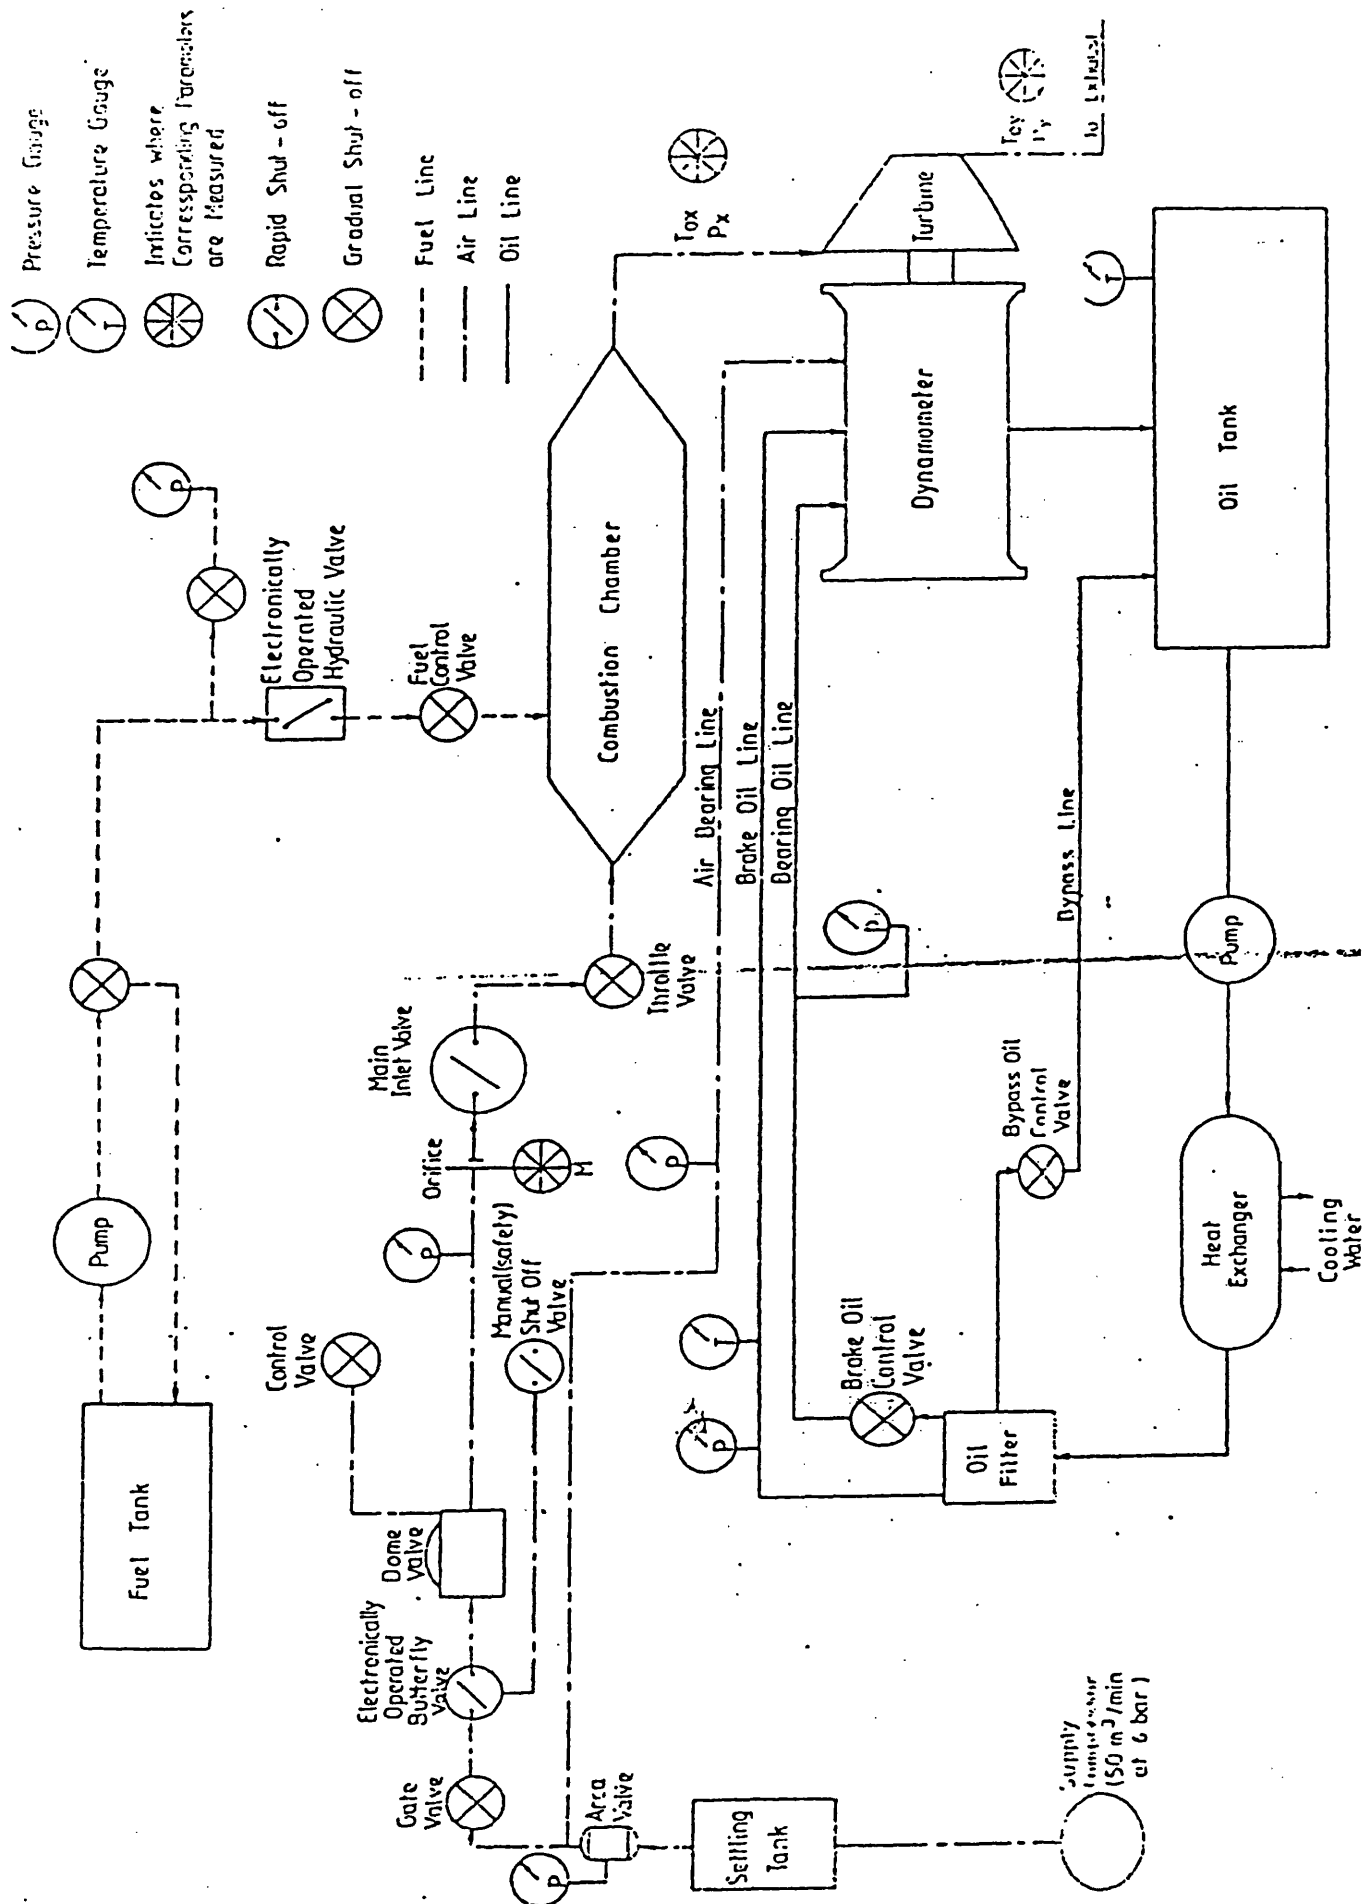 Pressure Gauge
Temperature Gauge
Indicates where
Corressponding Parameters
are Measured
Rapid Shut-off
Gradual Shut-off
Fuel Line
Air Line
Oil Line
P
T
Fuel Tank
Pump
P
Electronically
Operated
Hydraulic Valve
Fuel
Control
Valve
Control
Valve
Dome
Valve
Electronically
Operated
Butterfly
Valve
Gate
Valve
P
Arca
Valve
Settling
Tank
Supply
(50 m³/min
at 6 bar)
P
Orifice
M
Manual(safety)
Shut Off
Valve
Main
Inlet Valve
Throttle
Valve
Combustion Chamber
Tox
Px
Turbine
Toy
To Exhaust
P
Air Bearing Line
Brake Oil Line
Bearing Oil Line
Dynamometer
P
T
P
Brake Oil
Control
Valve
Oil
Filter
Bypass Oil
Control
Valve
Bypass Line
T
Oil Tank
Pump
Heat
Exchanger
Cooling
Water